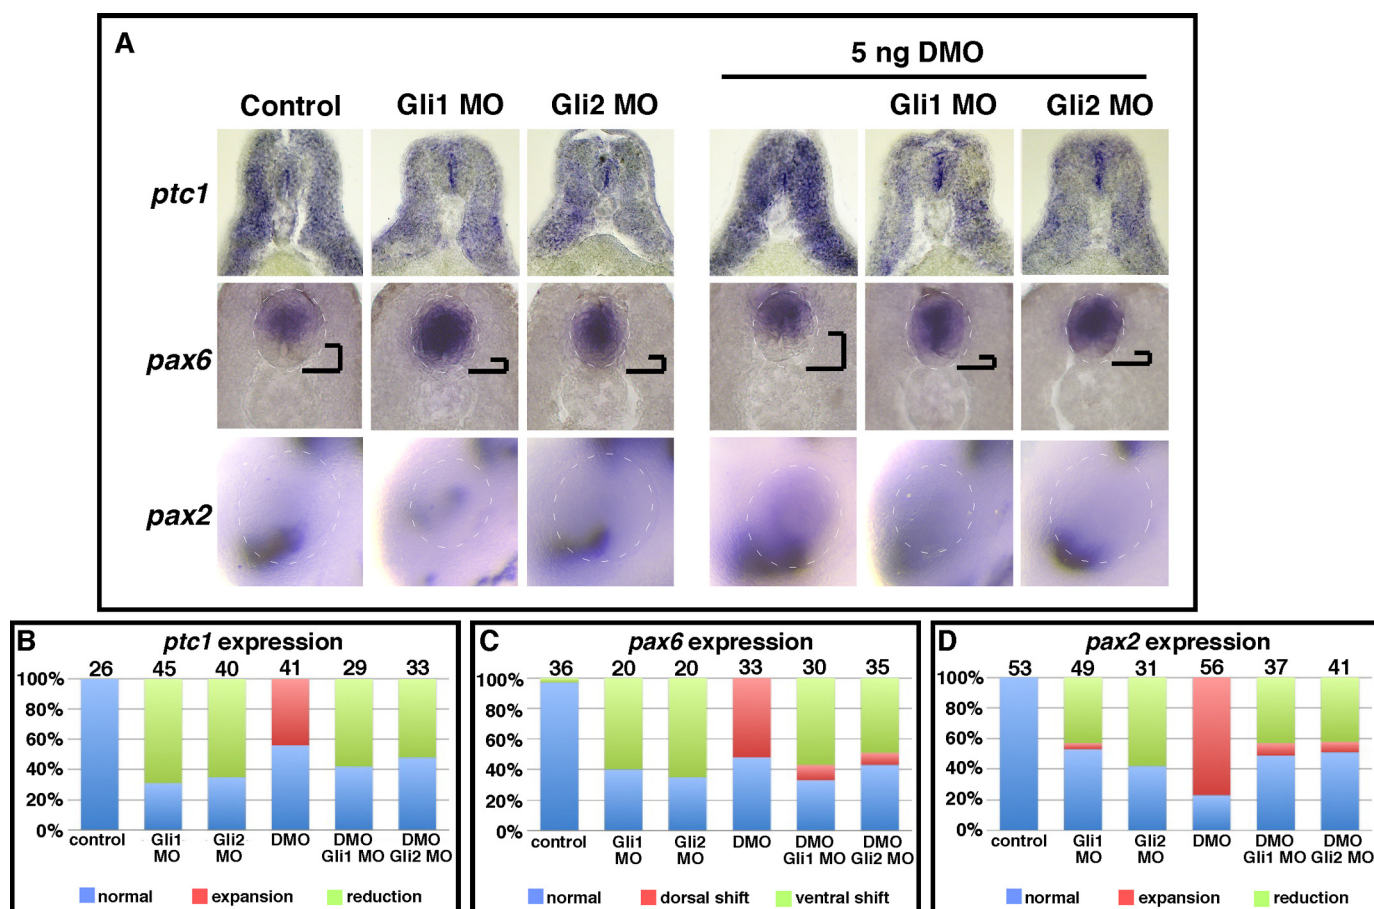 A
5 ng DMO
Control Gli1 MO Gli2 MO Gli1 MO Gli2 MO
ptc1
pax6
pax2
B ptc1 expression
26 45 40 41 29 33
100%
80%
60%
40%
20%
0%
control Gli1 MO Gli2 MO DMO DMO Gli1 MO DMO Gli2 MO
normal expansion reduction
C pax6 expression
36 20 20 33 30 35
100%
80%
60%
40%
20%
0%
control Gli1 MO Gli2 MO DMO DMO Gli1 MO DMO Gli2 MO
normal dorsal shift ventral shift
D pax2 expression
53 49 31 56 37 41
100%
80%
60%
40%
20%
0%
control Gli1 MO Gli2 MO DMO DMO Gli1 MO DMO Gli2 MO
normal expansion reduction